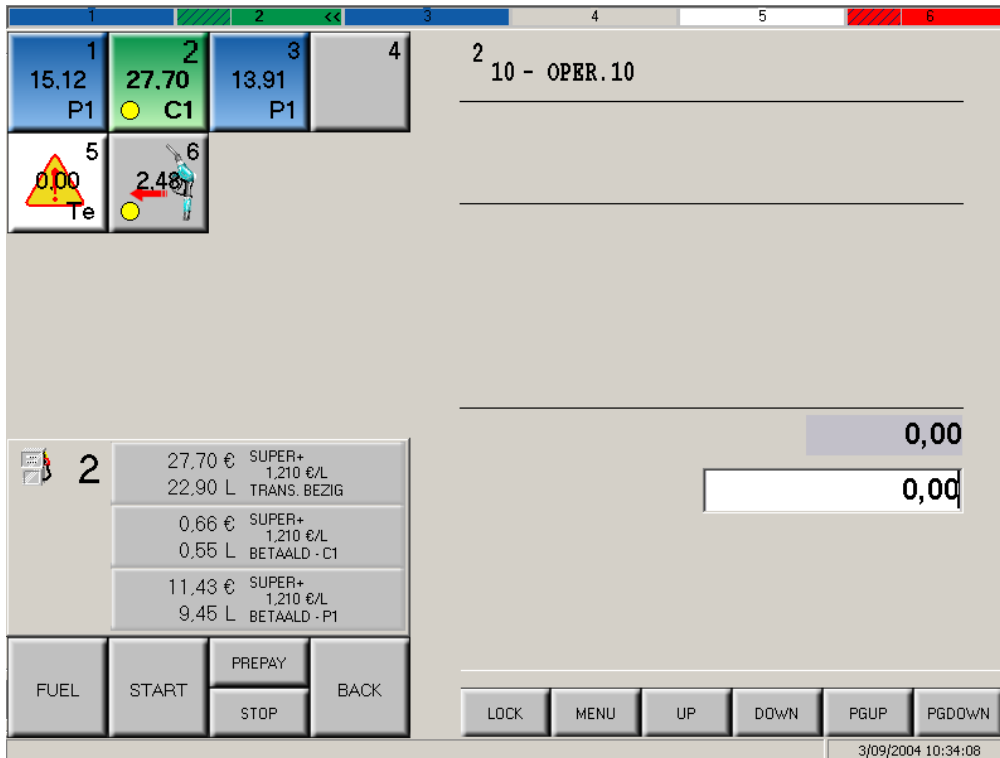 1 2 << 3 4 5 6
1
15,12
P1
2
27,70
C1
3
13,91
P1
4
5
0,00
Te
6
2,48
2
10 - OPER.10
0,00
0,00
2
27,70 € SUPER+
1,210 €/L
22,90 L TRANS. BEZIG
0,66 € SUPER+
1,210 €/L
0,55 L BETAALD - C1
11,43 € SUPER+
1,210 €/L
9,45 L BETAALD - P1
FUEL
START
PREPAY
STOP
BACK
LOCK MENU UP DOWN PGUP PGDOWN
3/09/2004 10:34:08